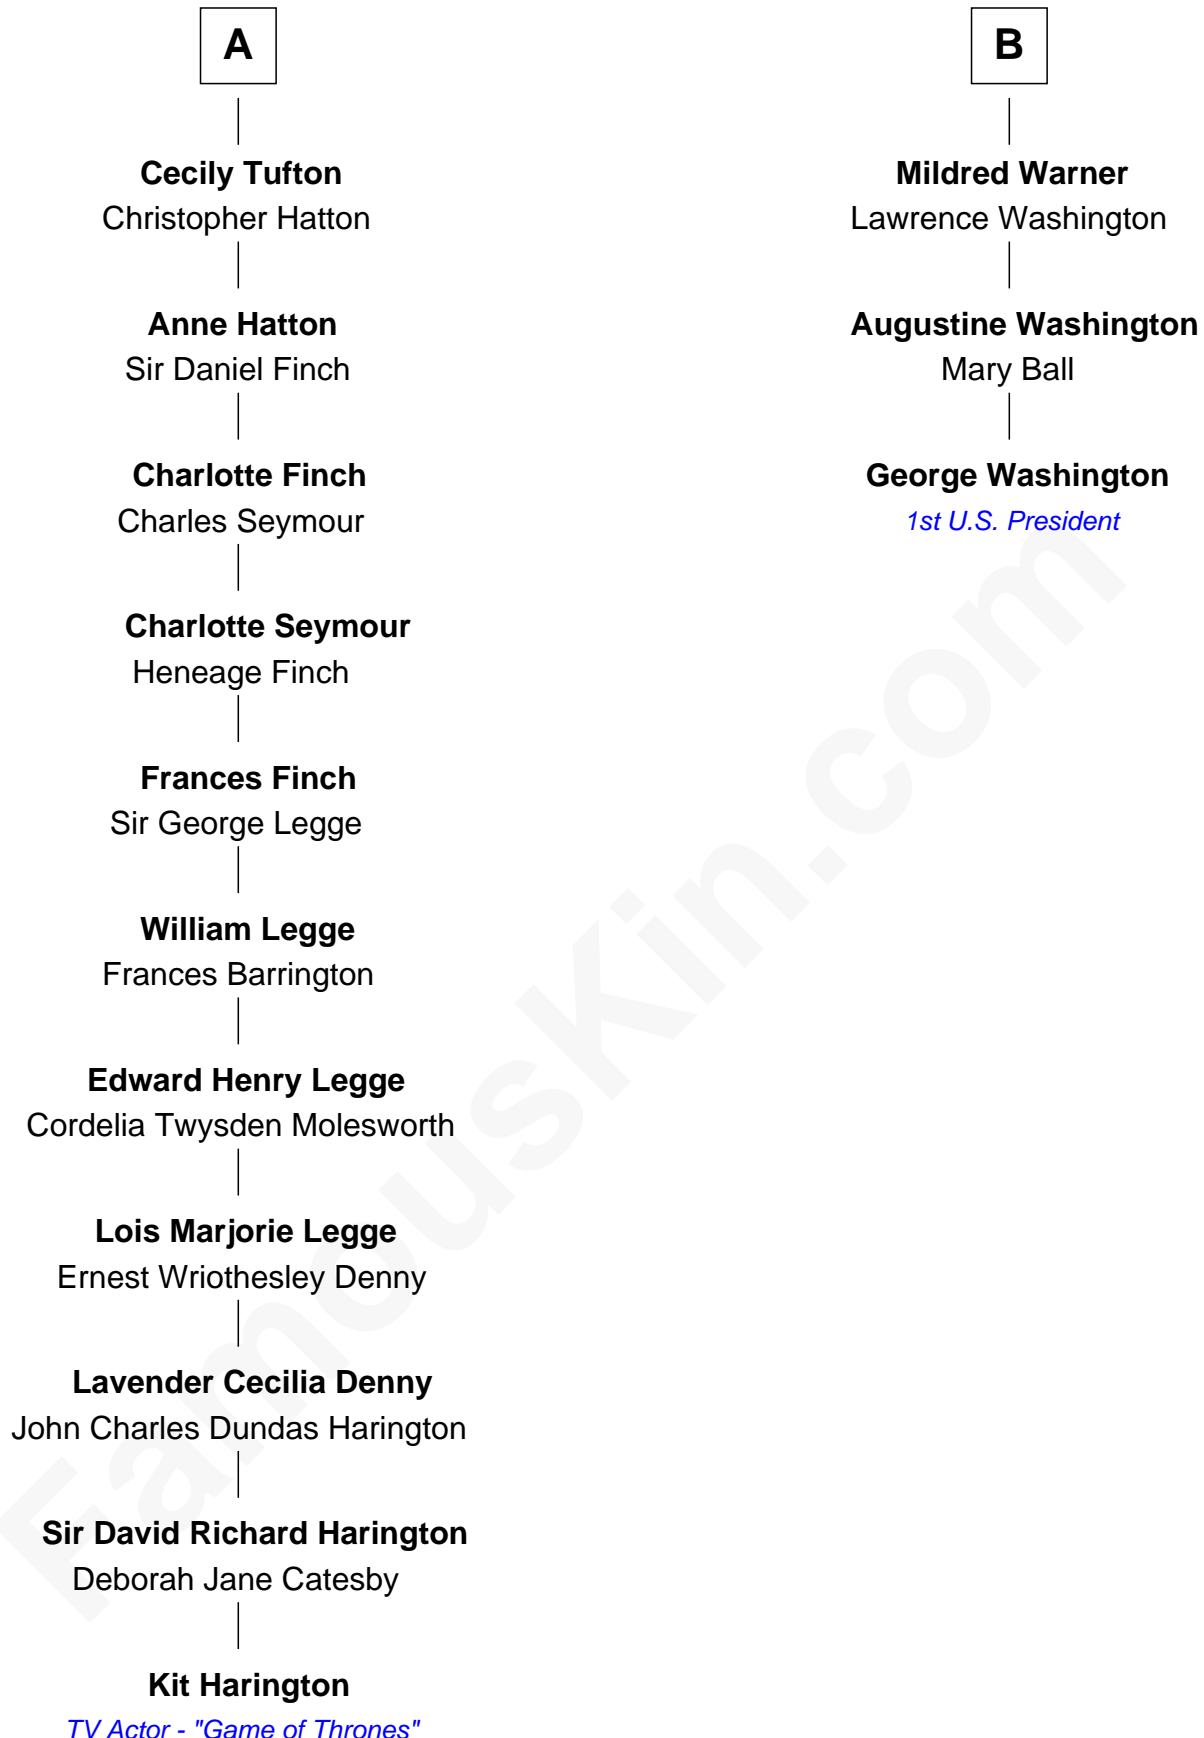 A
Cecily Tufton
Christopher Hatton
Anne Hatton
Sir Daniel Finch
Charlotte Finch
Charles Seymour
Charlotte Seymour
Heneage Finch
Frances Finch
Sir George Legge
William Legge
Frances Barrington
Edward Henry Legge
Cordelia Twysden Molesworth
Lois Marjorie Legge
Ernest Wriothesley Denny
Lavender Cecilia Denny
John Charles Dundas Harington
Sir David Richard Harington
Deborah Jane Catesby
Kit Harington
TV Actor - "Game of Thrones"
B
Mildred Warner
Lawrence Washington
Augustine Washington
Mary Ball
George Washington
1st U.S. President
FamousKin.com